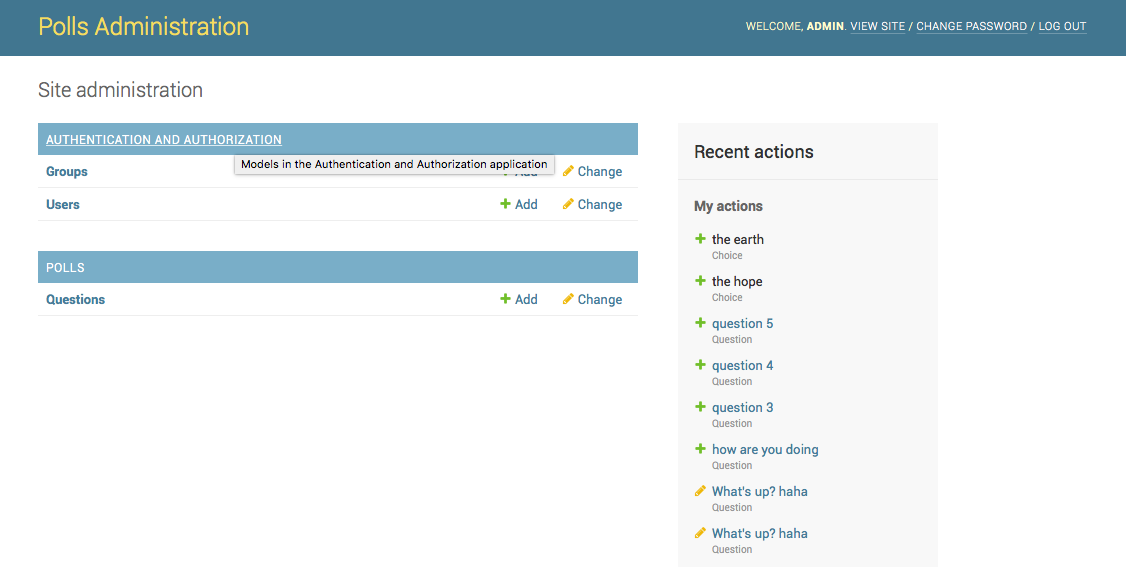 Polls Administration
WELCOME, ADMIN. VIEW SITE / CHANGE PASSWORD / LOG OUT
Site administration
AUTHENTICATION AND AUTHORIZATION
Models in the Authentication and Authorization application
Groups Add Change
Users Add Change
POLLS
Questions Add Change
Recent actions
My actions
the earth
Choice
the hope
Choice
question 5
Question
question 4
Question
question 3
Question
how are you doing
Question
What's up? haha
Question
What's up? haha
Question